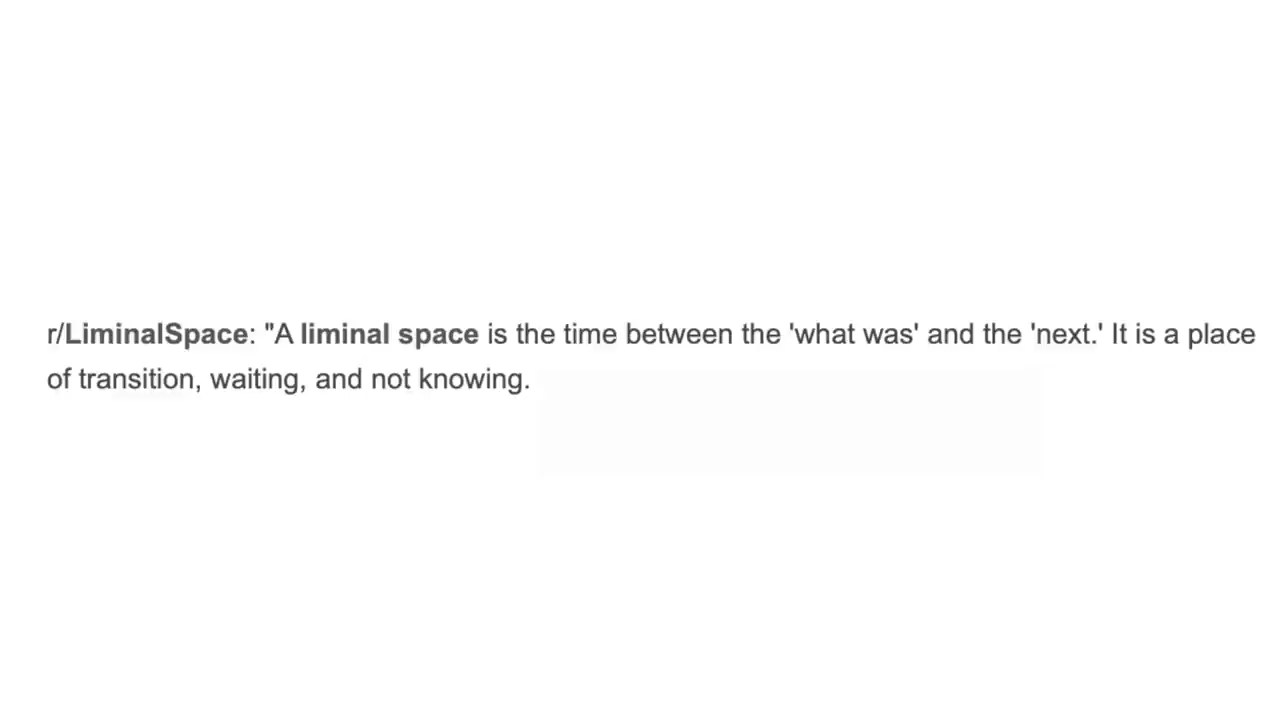 r/LiminalSpace: "A liminal space is the time between the 'what was' and the 'next.' It is a place
of transition, waiting, and not knowing.